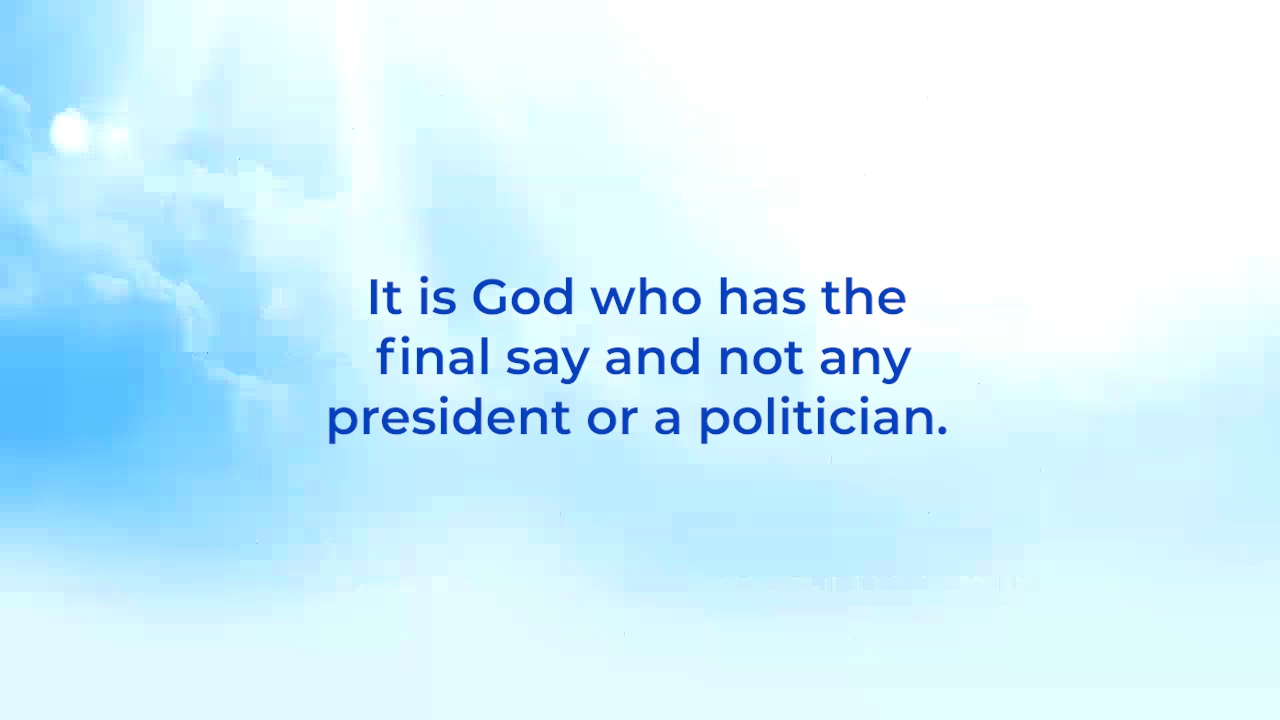 It is God who has the
final say and not any
president or a politician.